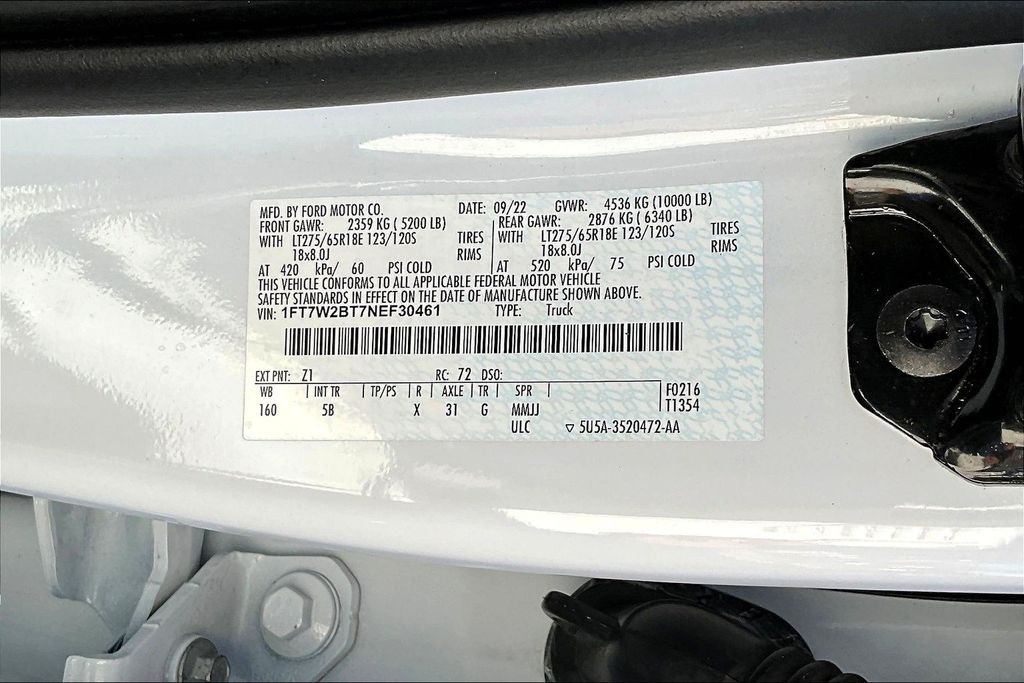 MFD. BY FORD MOTOR CO. DATE: 09/22 GVWR: 4536 KG (10000 LB)
FRONT GAWR: 2359 KG ( 5200 LB) REAR GAWR: 2876 KG ( 6340 LB)
WITH LT275/65R18E 123/120S TIRES WITH LT275/65R18E 123/120S TIRES
18x8.0J RIMS 18x8.0J RIMS
AT 420 kPa/ 60 PSI COLD AT 520 kPa/ 75 PSI COLD
THIS VEHICLE CONFORMS TO ALL APPLICABLE FEDERAL MOTOR VEHICLE
SAFETY STANDARDS IN EFFECT ON THE DATE OF MANUFACTURE SHOWN ABOVE.
VIN: 1FT7W2BT7NEF30461 TYPE: Truck
EXT PNT: Z1 RC: 72 DSO:
WB | INT TR | TP/PS | R | AXLE | TR | SPR | F0216
160 5B X 31 G MMJJ T1354
ULC ▽ 5U5A-3520472-AA